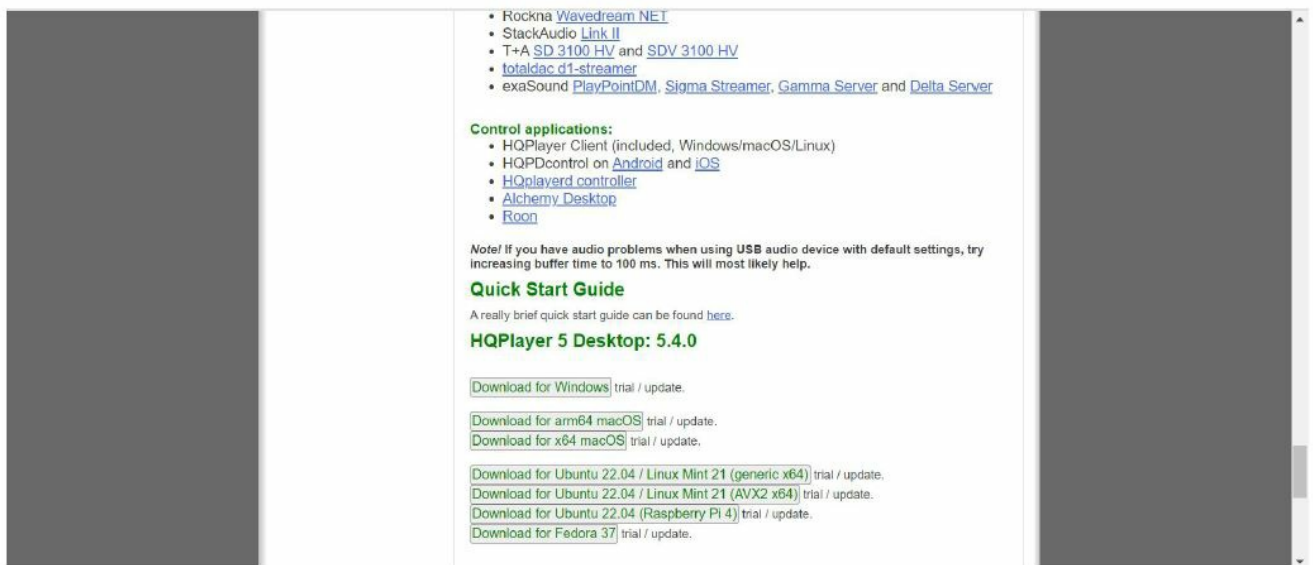 Rockna Wavedream NET
StackAudio Link II
T+A SD 3100 HV and SDV 3100 HV
totaldac d1-streamer
exaSound PlayPointDM, Sigma Streamer, Gamma Server and Delta Server
Control applications:
HQPlayer Client (included, Windows/macOS/Linux)
HQPDcontrol on Android and iOS
HQplayerd controller
Alchemy Desktop
Roon
Note! If you have audio problems when using USB audio device with default settings, try
increasing buffer time to 100 ms. This will most likely help.
Quick Start Guide
A really brief quick start guide can be found here.
HQPlayer 5 Desktop: 5.4.0
Download for Windows trial / update.
Download for arm64 macOS trial / update.
Download for x64 macOS trial / update.
Download for Ubuntu 22.04 / Linux Mint 21 (generic x64) trial / update.
Download for Ubuntu 22.04 / Linux Mint 21 (AVX2 x64) trial / update.
Download for Ubuntu 22.04 (Raspberry Pi 4) trial / update.
Download for Fedora 37 trial / update.